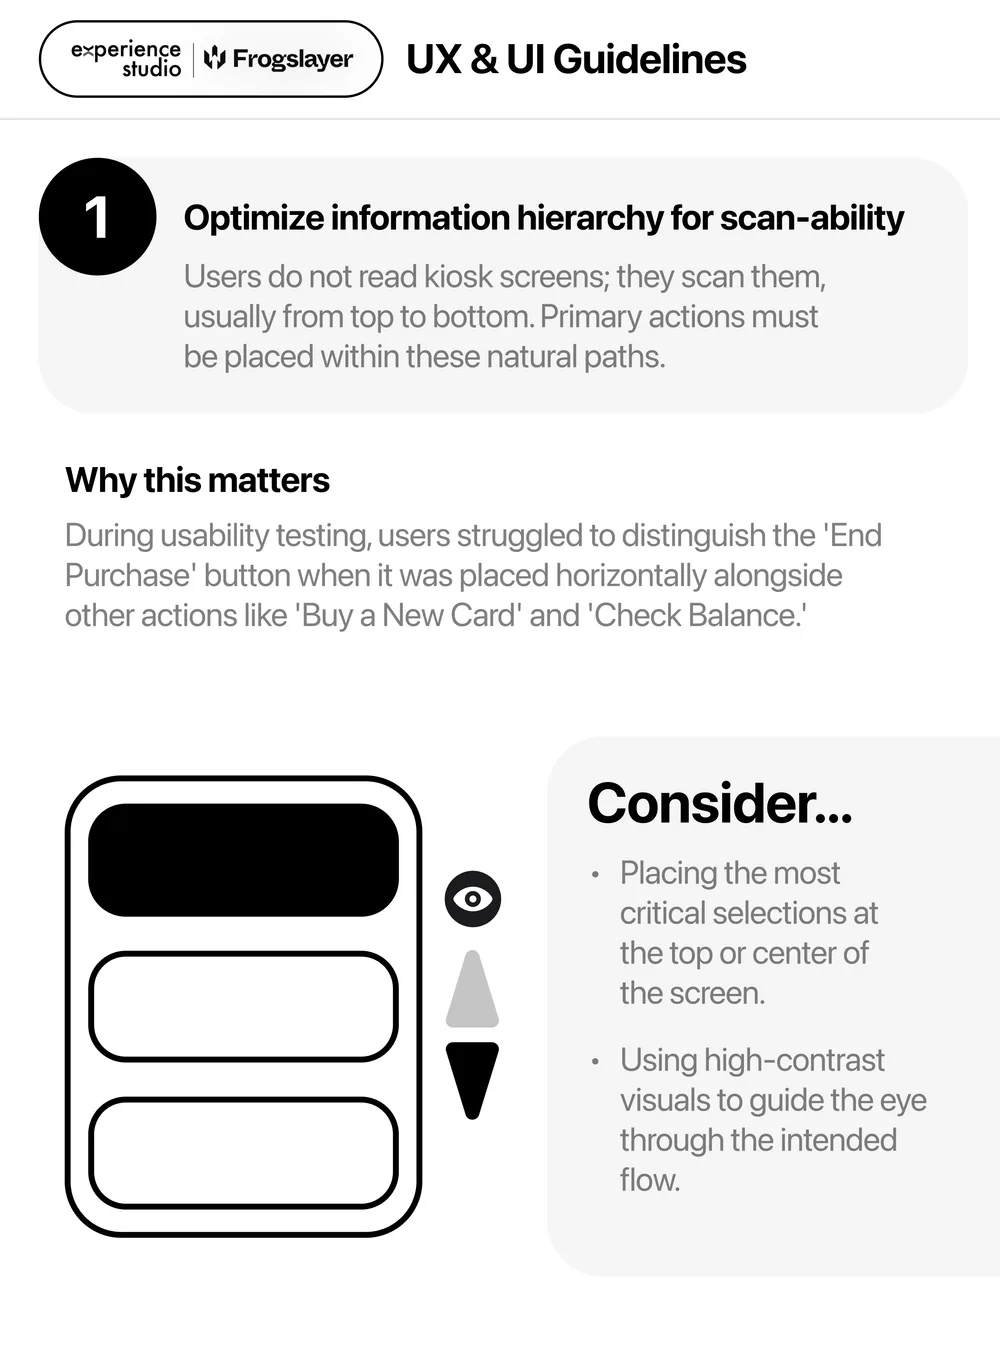 experience
studio
Frogslayer
UX & UI Guidelines
1
Optimize information hierarchy for scan-ability
Users do not read kiosk screens; they scan them,
usually from top to bottom. Primary actions must
be placed within these natural paths.
Why this matters
During usability testing, users struggled to distinguish the 'End
Purchase' button when it was placed horizontally alongside
other actions like 'Buy a New Card' and 'Check Balance.'
Consider...
• Placing the most
critical selections at
the top or center of
the screen.
• Using high-contrast
visuals to guide the eye
through the intended
flow.